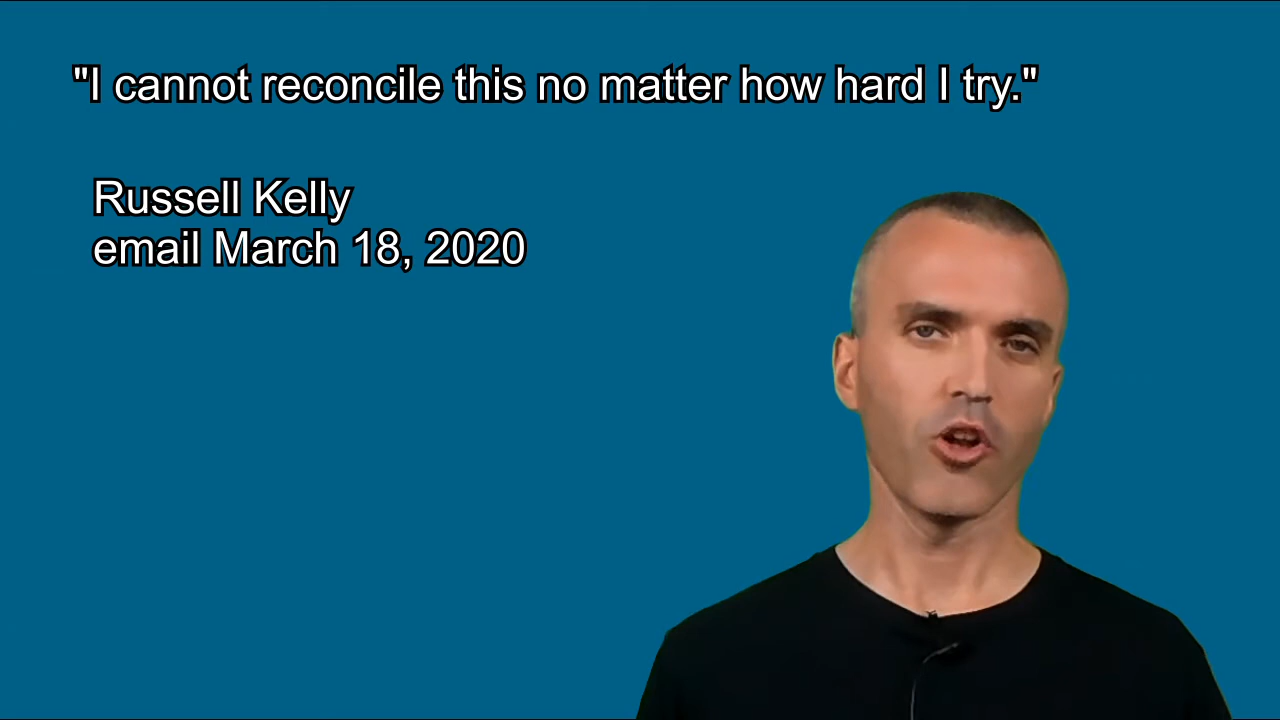 "I cannot reconcile this no matter how hard I try."
Russell Kelly
email March 18, 2020